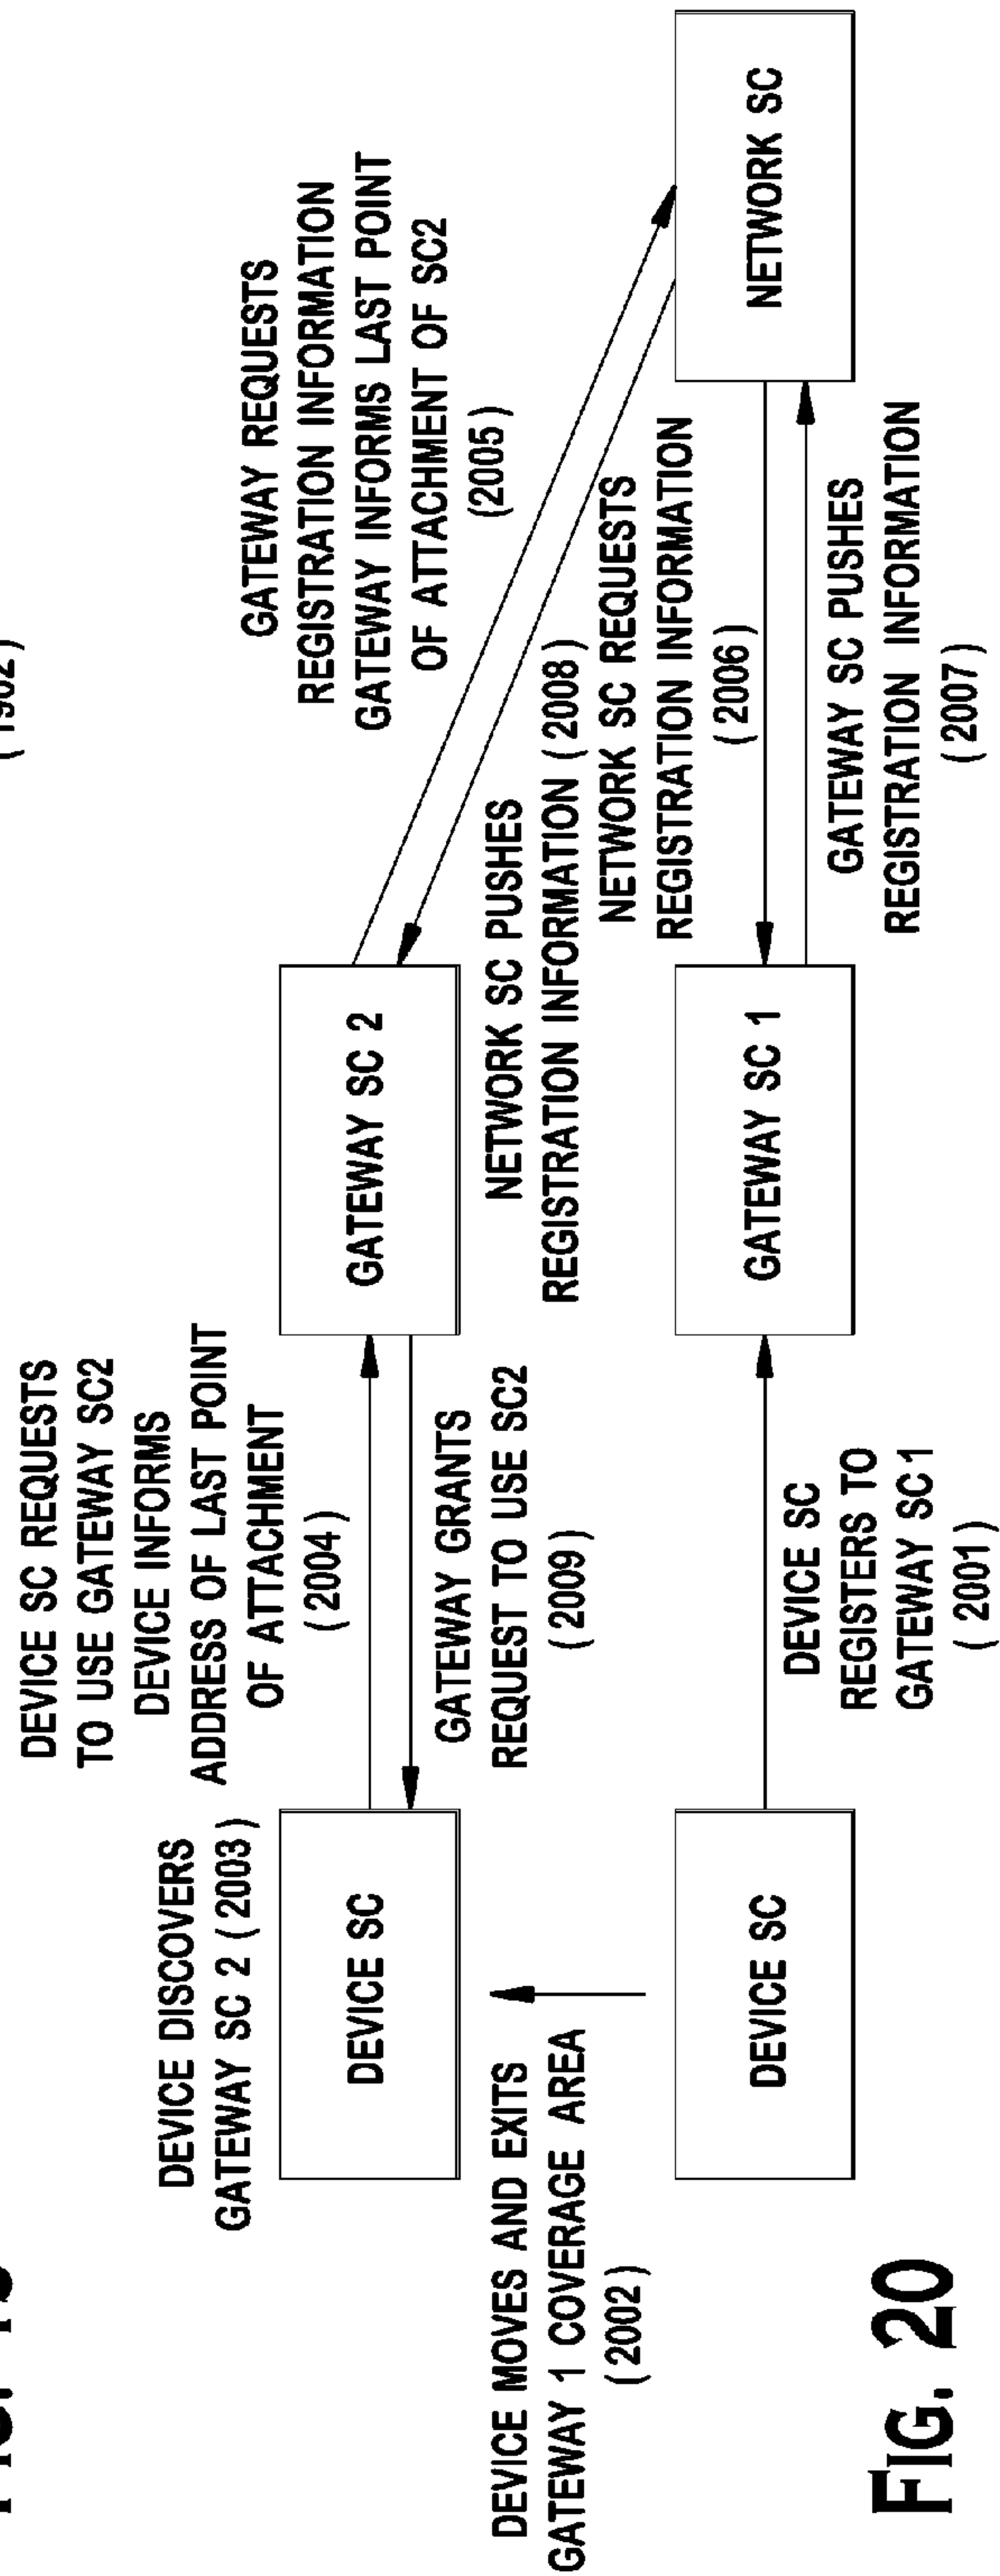 (1902)
DEVICE SC REQUESTS
TO USE GATEWAY SC2
DEVICE INFORMS
ADDRESS OF LAST POINT
OF ATTACHMENT
(2004)
DEVICE DISCOVERS
GATEWAY SC 2 (2003)
DEVICE SC
GATEWAY GRANTS
REQUEST TO USE SC2
(2009)
GATEWAY SC 2
GATEWAY REQUESTS
REGISTRATION INFORMATION
GATEWAY INFORMS LAST POINT
OF ATTACHMENT OF SC2
(2005)
NETWORK SC PUSHES
REGISTRATION INFORMATION (2008)
NETWORK SC REQUESTS
REGISTRATION INFORMATION
(2006)
NETWORK SC
DEVICE MOVES AND EXITS
GATEWAY 1 COVERAGE AREA
(2002)
DEVICE SC
DEVICE SC
REGISTERS TO
GATEWAY SC1
(2001)
GATEWAY SC 1
GATEWAY SC PUSHES
REGISTRATION INFORMATION
(2007)
FIG. 20